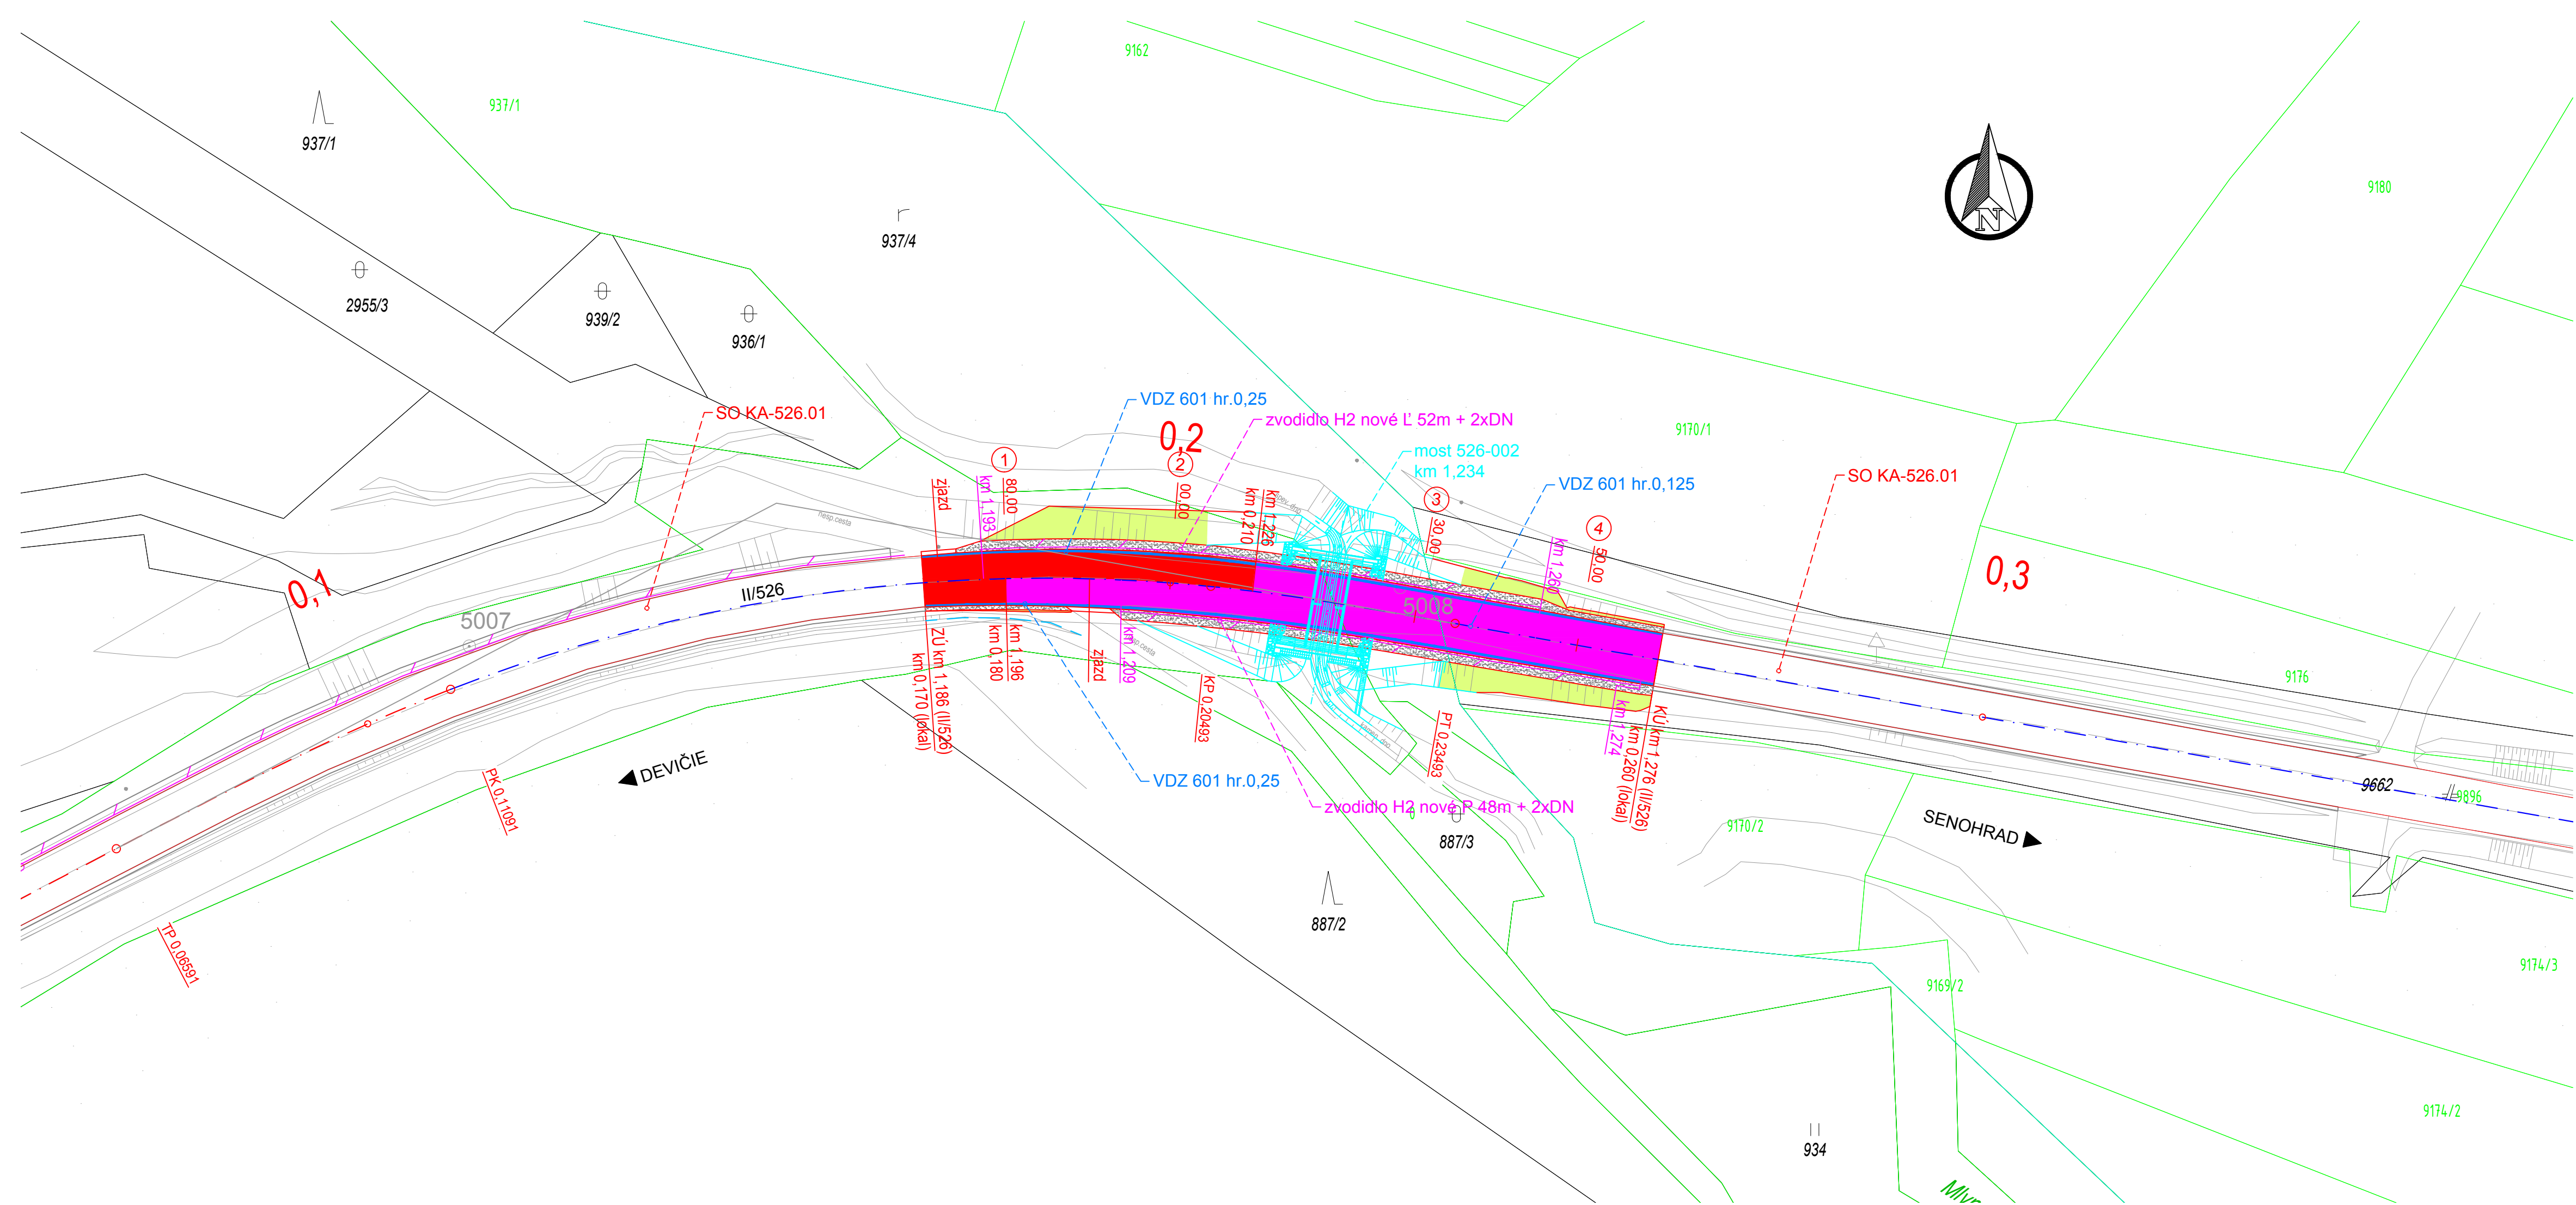 9162
937/1
937/1
9180
N
937/4
2955/3
939/2
936/1
VDZ 601 hr.0,25
SO KA-526.01
zvodidlo H2 nové Ľ 52m + 2xDN
0,2
9170/1
most 526-002
km 1,234
1
2
3
4
SO KA-526.01
VDZ 601 hr.0,125
zjazd
km 1,193
80,00
00,00
km 1,226
km 0,210
30,00
km 1,260
50,00
nesp.cesta
0,1
0,3
II/526
5007
5008
ZÚ km 1,186 (II/526)
km 0,170 (lokal)
km 1,196
km 0,180
zjazd
km 1,209
nesp.cesta
KP 0,20493
PT 0,23493
km 1,274
KÚ km 1,276 (II/526)
km 0,260 (lokal)
9176
DEVIČIE
PK 0,11091
VDZ 601 hr.0,25
zvodidlo H2 nové P 48m + 2xDN
887/3
9662
9896
9170/2
SENOHRAD
887/2
TP 0,06591
9174/3
9169/2
9174/2
934